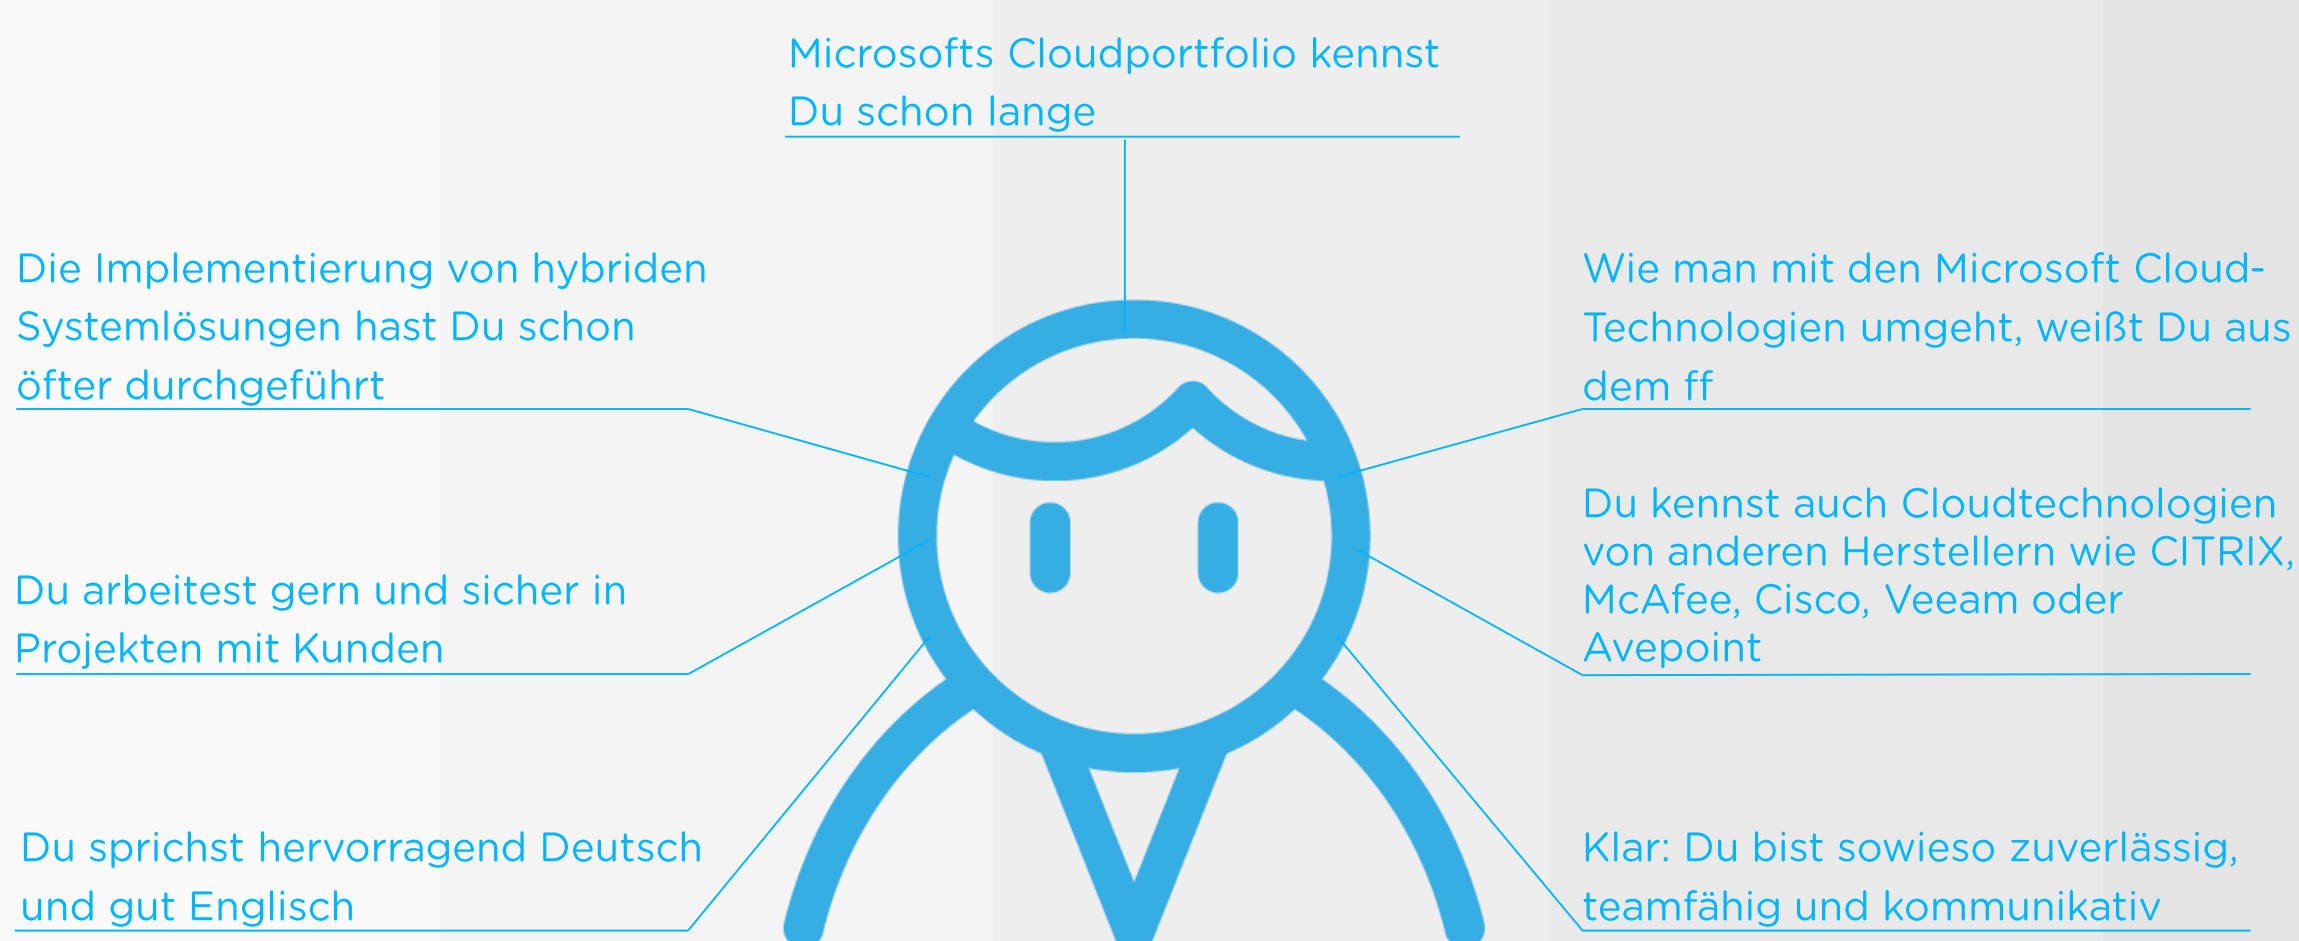 Microsofts Cloudportfolio kennst
Du schon lange
Die Implementierung von hybriden
Systemlösungen hast Du schon
öfter durchgeführt
Wie man mit den Microsoft Cloud-
Technologien umgeht, weißt Du aus
dem ff
Du arbeitest gern und sicher in
Projekten mit Kunden
Du kennst auch Cloudtechnologien
von anderen Herstellern wie CITRIX,
McAfee, Cisco, Veeam oder
Avepoint
Du sprichst hervorragend Deutsch
und gut Englisch
Klar: Du bist sowieso zuverlässig,
teamfähig und kommunikativ